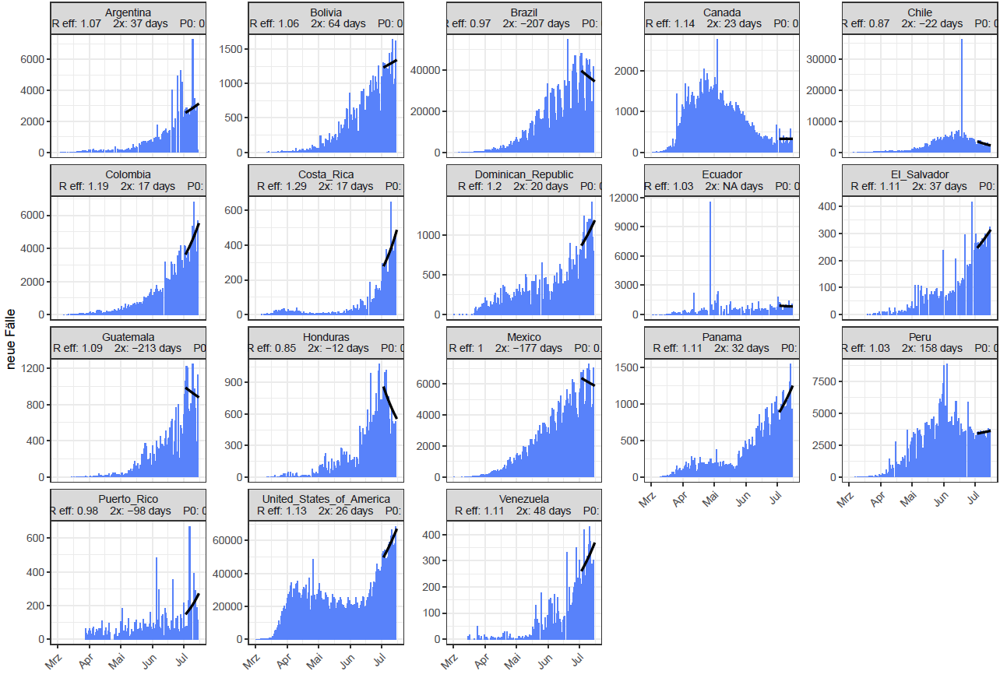 Argentina
R eff: 1.07 2x: 37 days P0: 0
Bolivia
R eff: 1.06 2x: 64 days P0: 0
Brazil
R eff: 0.97 2x: −207 days P0:
Canada
R eff: 1.14 2x: 23 days P0: 0
Chile
R eff: 0.87 2x: −22 days P0: 0
6000
4000
2000
0
1500
1000
500
0
40000
20000
0
2000
1000
0
30000
20000
10000
0
Colombia
R eff: 1.19 2x: 17 days P0:
Costa_Rica
R eff: 1.29 2x: 17 days P0:
Dominican_Republic
R eff: 1.2 2x: 20 days P0: 0
Ecuador
R eff: 1.03 2x: NA days P0: 0
El_Salvador
R eff: 1.11 2x: 37 days P0:
6000
4000
2000
0
600
400
200
0
1000
500
0
12000
9000
6000
3000
0
400
300
200
100
0
neue Fälle
Guatemala
R eff: 1.09 2x: −213 days P0
Honduras
R eff: 0.85 2x: −12 days P0: 0
Mexico
R eff: 1 2x: −177 days P0: 0.
Panama
R eff: 1.11 2x: 32 days P0:
Peru
R eff: 1.03 2x: 158 days P0:
1200
800
400
0
900
600
300
0
6000
4000
2000
0
1500
1000
500
0
7500
5000
2500
0
Mrz Apr Mai Jun Jul
Mrz Apr Mai Jun Jul
Puerto_Rico
R eff: 0.98 2x: −98 days P0: 0
United_States_of_America
R eff: 1.13 2x: 26 days P0:
Venezuela
R eff: 1.11 2x: 48 days P0:
600
400
200
0
60000
40000
20000
0
400
300
200
100
0
Mrz Apr Mai Jun Jul
Mrz Apr Mai Jun Jul
Mrz Apr Mai Jun Jul